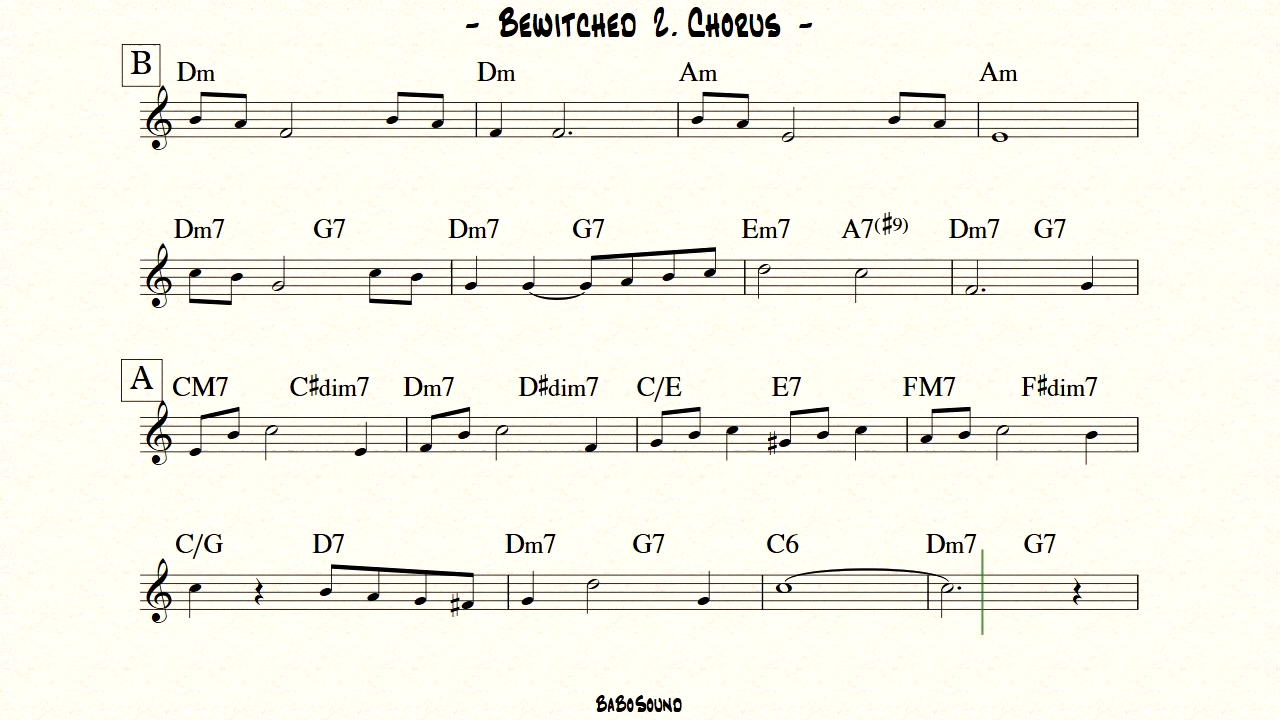 - Bewitched 2. Chorus -
B Dm Dm Am Am
Dm7 G7 Dm7 G7 Em7 A7(♯9) Dm7 G7
A CM7 C♯dim7 Dm7 D♯dim7 C/E E7 FM7 F♯dim7
C/G D7 Dm7 G7 C6 Dm7 G7
BaBoSound